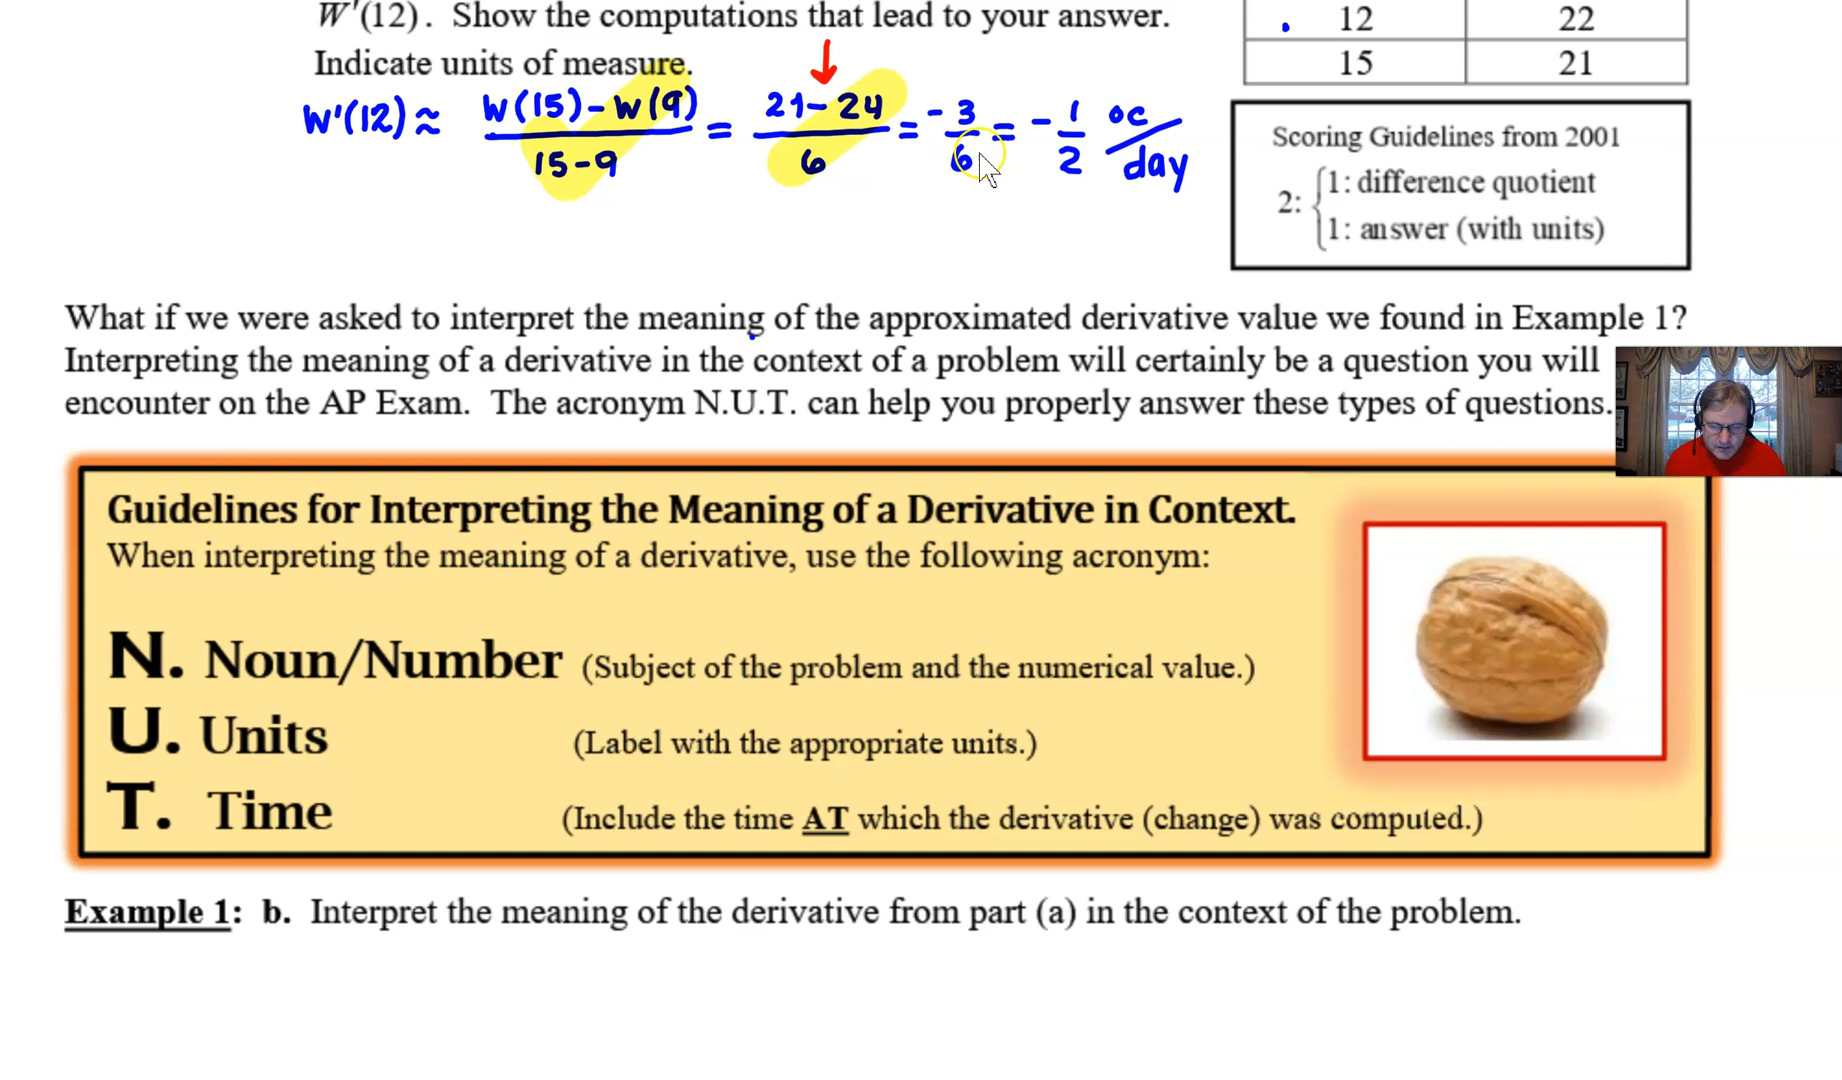 W'(12). Show the computations that lead to your answer.
Indicate units of measure.
12 22
15 21
W'(12) ≈ W(15)-W(9) / 15-9 = 21-24 / 6 = -3/6 = -1/2 °C/day
Scoring Guidelines from 2001
2: { 1: difference quotient
1: answer (with units)
What if we were asked to interpret the meaning of the approximated derivative value we found in Example 1?
Interpreting the meaning of a derivative in the context of a problem will certainly be a question you will
encounter on the AP Exam. The acronym N.U.T. can help you properly answer these types of questions.
Guidelines for Interpreting the Meaning of a Derivative in Context.
When interpreting the meaning of a derivative, use the following acronym:
N. Noun/Number (Subject of the problem and the numerical value.)
U. Units (Label with the appropriate units.)
T. Time (Include the time AT which the derivative (change) was computed.)
Example 1: b. Interpret the meaning of the derivative from part (a) in the context of the problem.